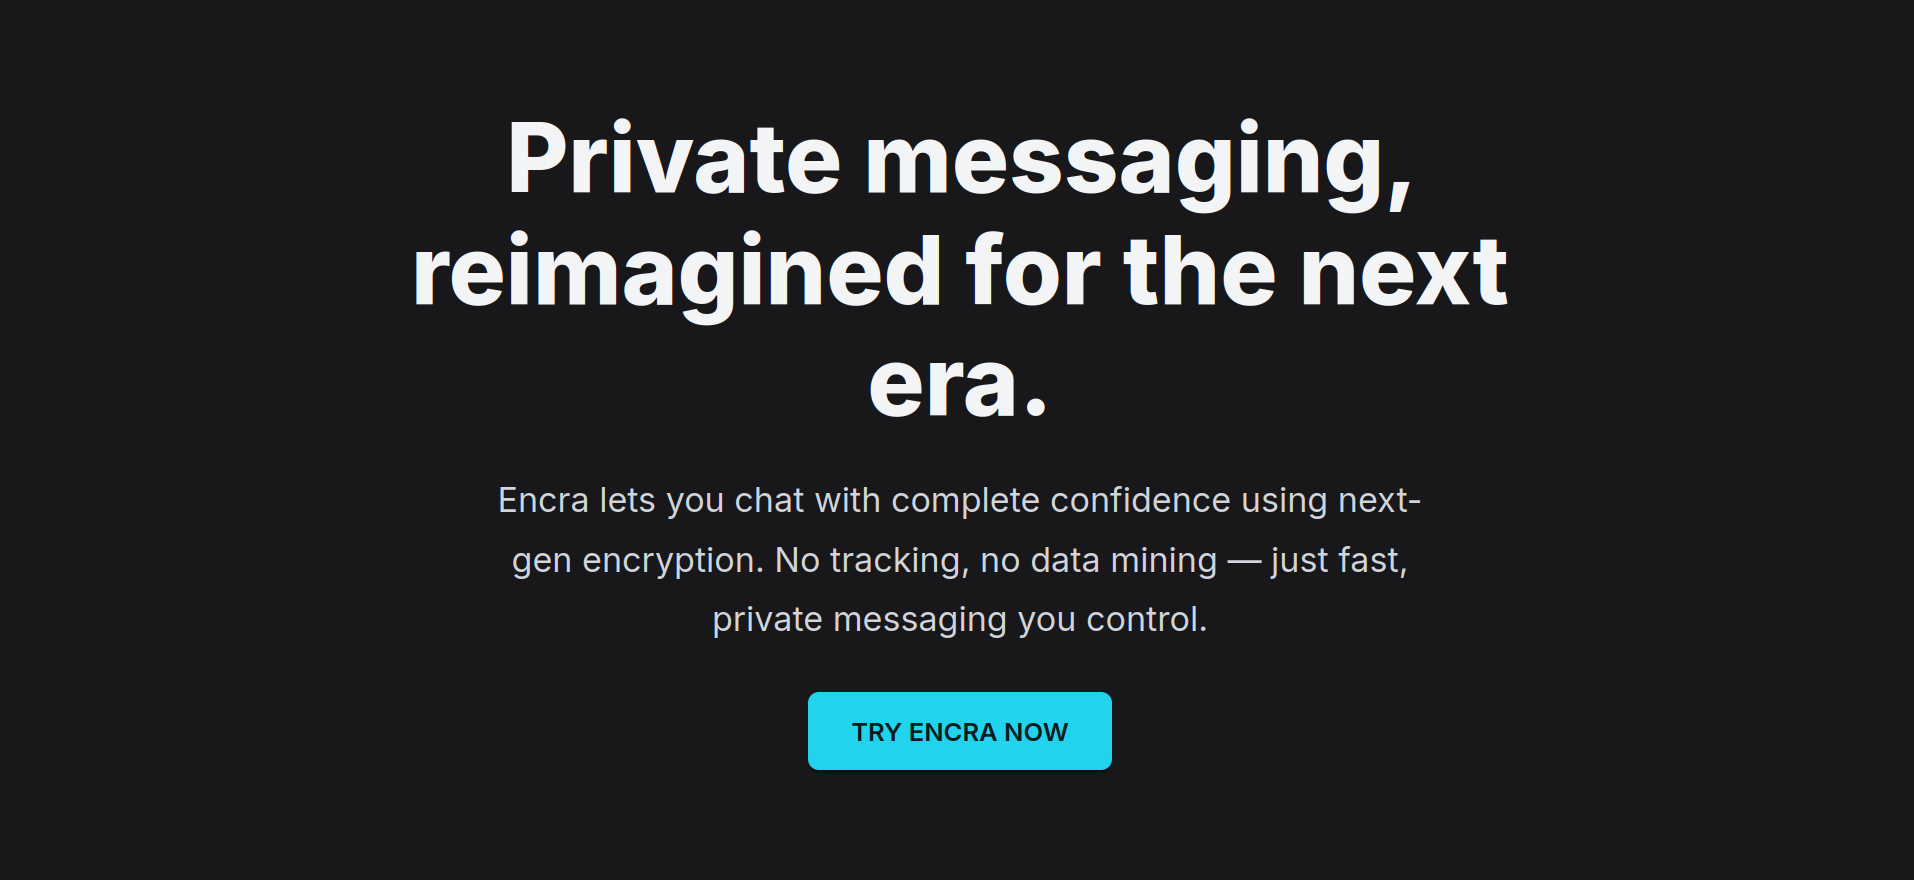 Private messaging,
reimagined for the next
era.
Encra lets you chat with complete confidence using next-
gen encryption. No tracking, no data mining — just fast,
private messaging you control.
TRY ENCRA NOW